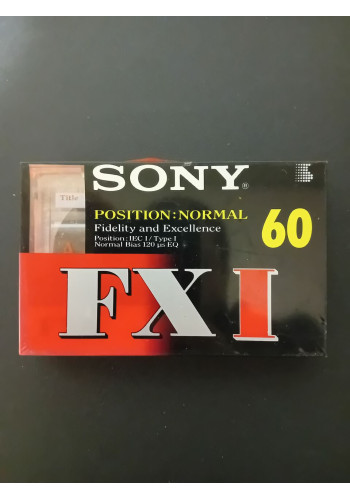 Title
SONY®
POSITION:NORMAL
Fidelity and Excellence
Position:IEC I/Type I
Normal Bias 120 µs EQ
60
FX I